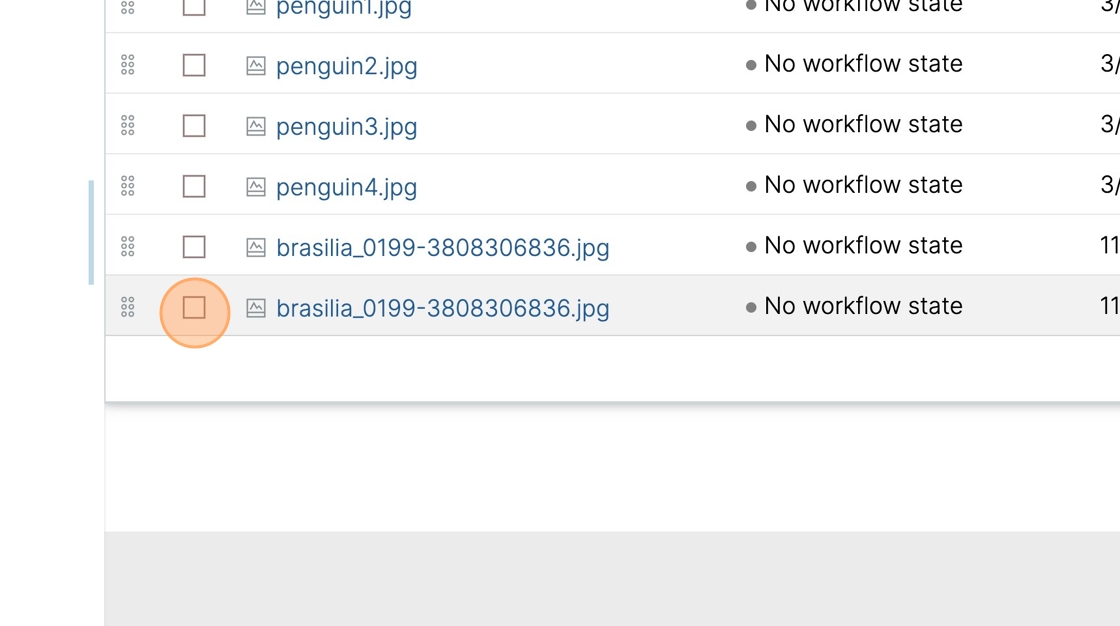 penguin1.jpg No workflow state 3/
penguin2.jpg No workflow state 3/
penguin3.jpg No workflow state 3/
penguin4.jpg No workflow state 3/
brasilia_0199-3808306836.jpg No workflow state 11
brasilia_0199-3808306836.jpg No workflow state 11